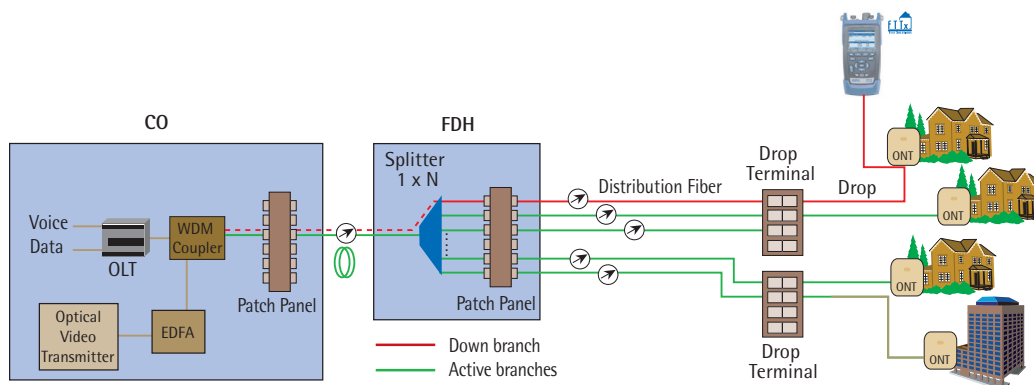 FTTx
CO
FDH
Splitter
1 x N
Drop
Terminal
ONT
Distribution Fiber
Drop
ONT
Voice
Data
OLT
WDM
Coupler
Patch Panel
Patch Panel
ONT
Optical
Video
Transmitter
EDFA
Down branch
Active branches
Drop
Terminal
ONT